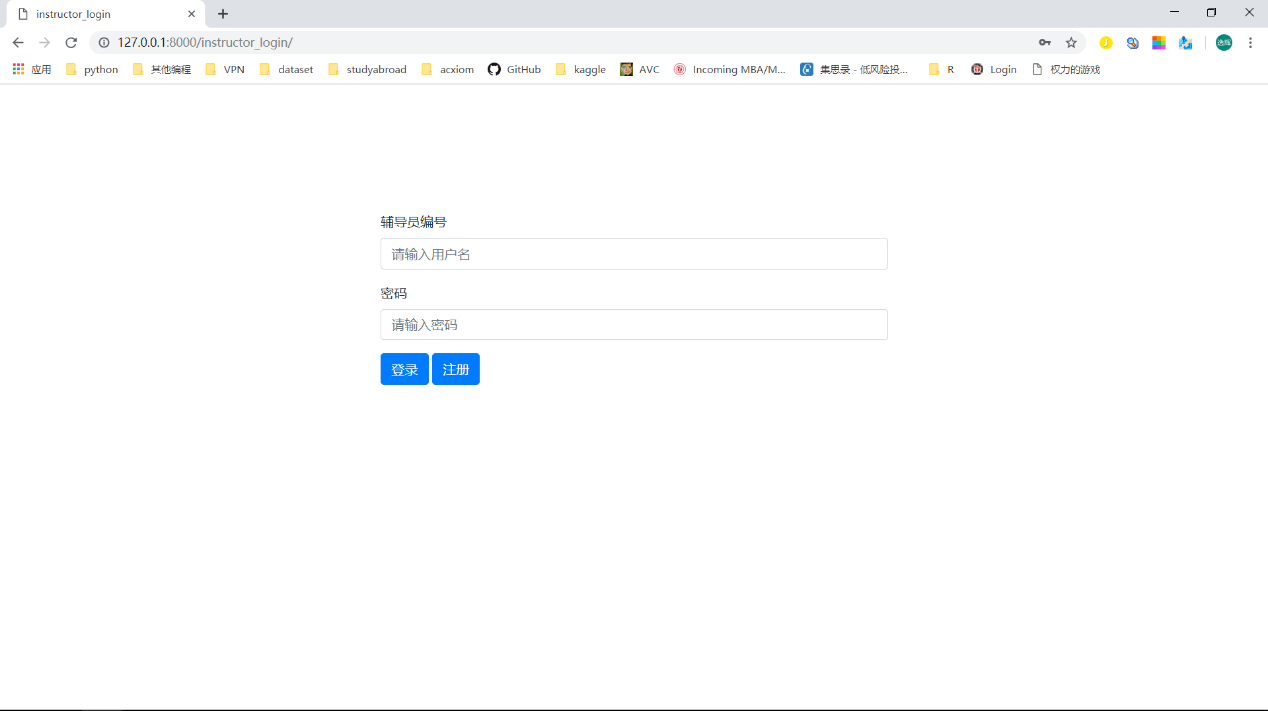 instructor_login
127.0.0.1:8000/instructor_login/
应用 python 其他编程 VPN dataset studyabroad acxiom GitHub kaggle AVC Incoming MBA/M... 集思录 - 低风险投... R Login 权力的游戏
辅导员编号
请输入用户名
密码
请输入密码
登录 注册